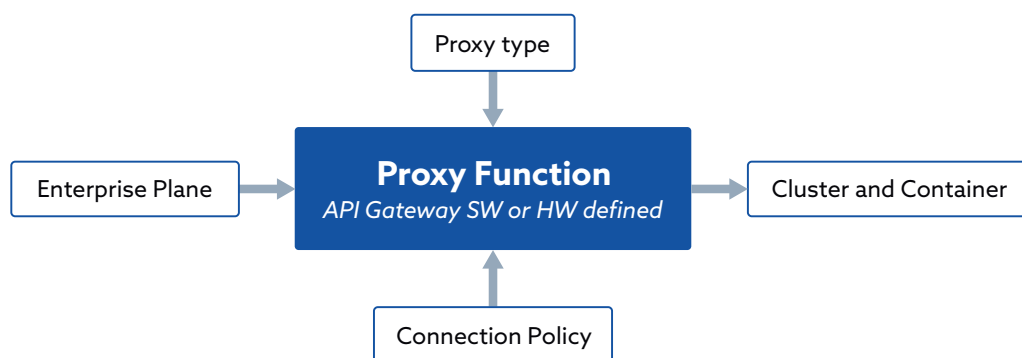 Proxy type
Enterprise Plane
Proxy Function
API Gateway SW or HW defined
Cluster and Container
Connection Policy